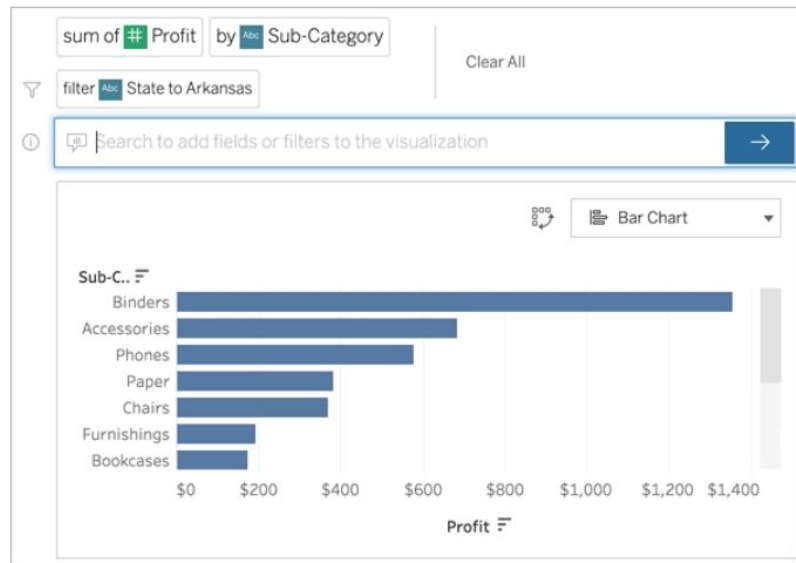 sum of # Profit by Abc Sub-Category
Clear All
filter Abc State to Arkansas
Search to add fields or filters to the visualization
Bar Chart
Sub-C..
Binders
Accessories
Phones
Paper
Chairs
Furnishings
Bookcases
$0 $200 $400 $600 $800 $1,000 $1,200 $1,400
Profit